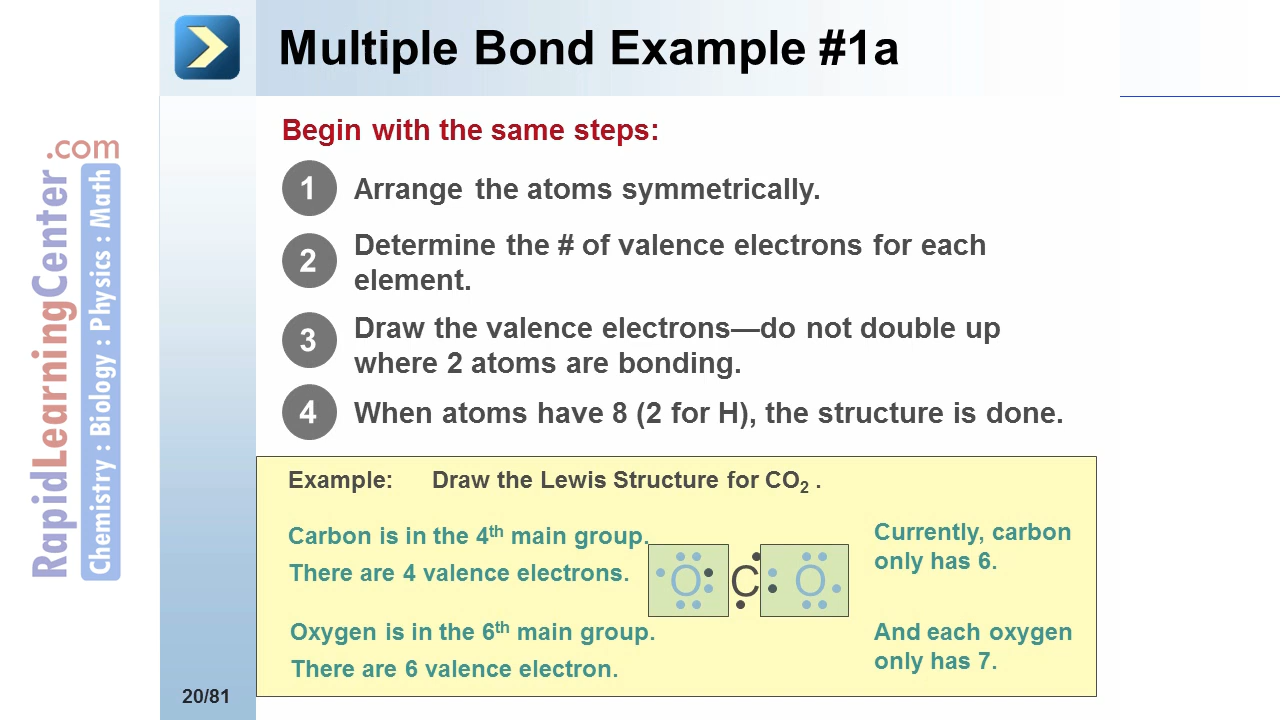 Multiple Bond Example #1a
Begin with the same steps:
1 Arrange the atoms symmetrically.
2 Determine the # of valence electrons for each
element.
3 Draw the valence electrons—do not double up
where 2 atoms are bonding.
4 When atoms have 8 (2 for H), the structure is done.
Example: Draw the Lewis Structure for CO₂ .
Carbon is in the 4th main group.
There are 4 valence electrons.
Oxygen is in the 6th main group.
There are 6 valence electron.
O C O
Currently, carbon
only has 6.
And each oxygen
only has 7.
20/81
RapidLearningCenter.com
Chemistry : Biology : Physics : Math